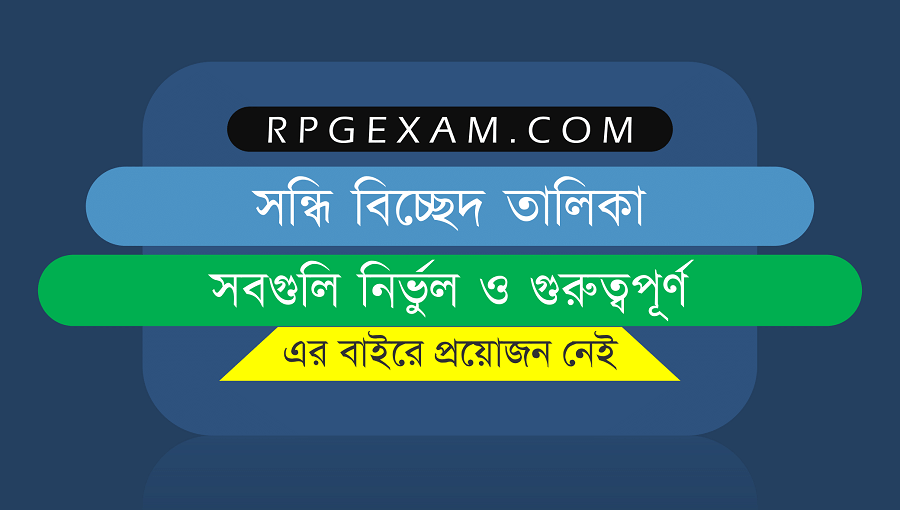 RPGEXAM.COM
সন্ধি বিচ্ছেদ তালিকা
সবগুলি নির্ভুল ও গুরুত্বপূর্ণ
এর বাইরে প্রয়োজন নেই